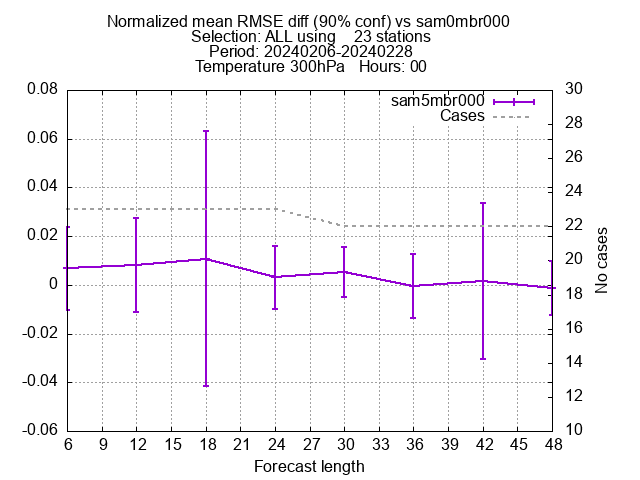 Normalized mean RMSE diff (90% conf) vs sam0mbr000
Selection: ALL using    23 stations
Period: 20240206-20240228
Temperature 300hPa   Hours: 00
sam5mbr000
Cases
0.08
0.06
0.04
0.02
0
-0.02
-0.04
-0.06
30
28
26
24
22
20
18
16
14
12
10
No cases
6 9 12 15 18 21 24 27 30 33 36 39 42 45 48
Forecast length